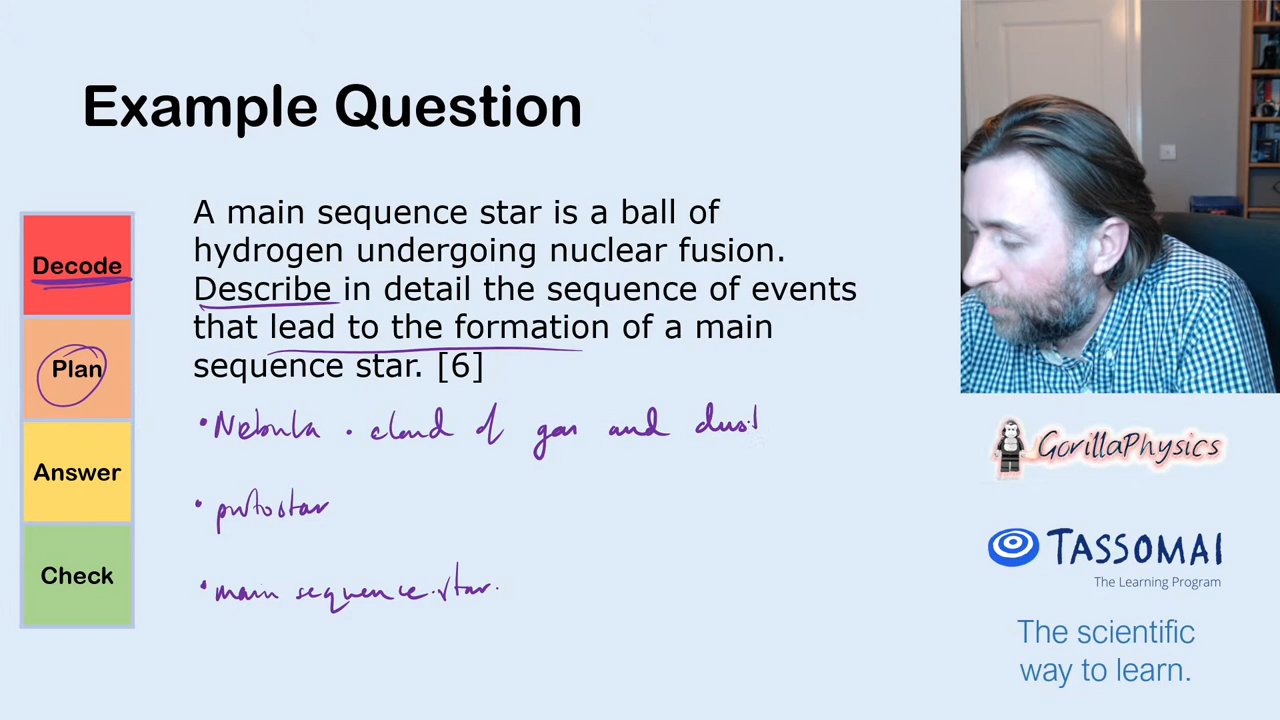 Example Question
Decode
Plan
Answer
Check
A main sequence star is a ball of
hydrogen undergoing nuclear fusion.
Describe in detail the sequence of events
that lead to the formation of a main
sequence star. [6]
• Nebula • cloud of gas and dust
• protostar
• main sequence star.
GorillaPhysics
TASSOMAI
The Learning Program
The scientific
way to learn.